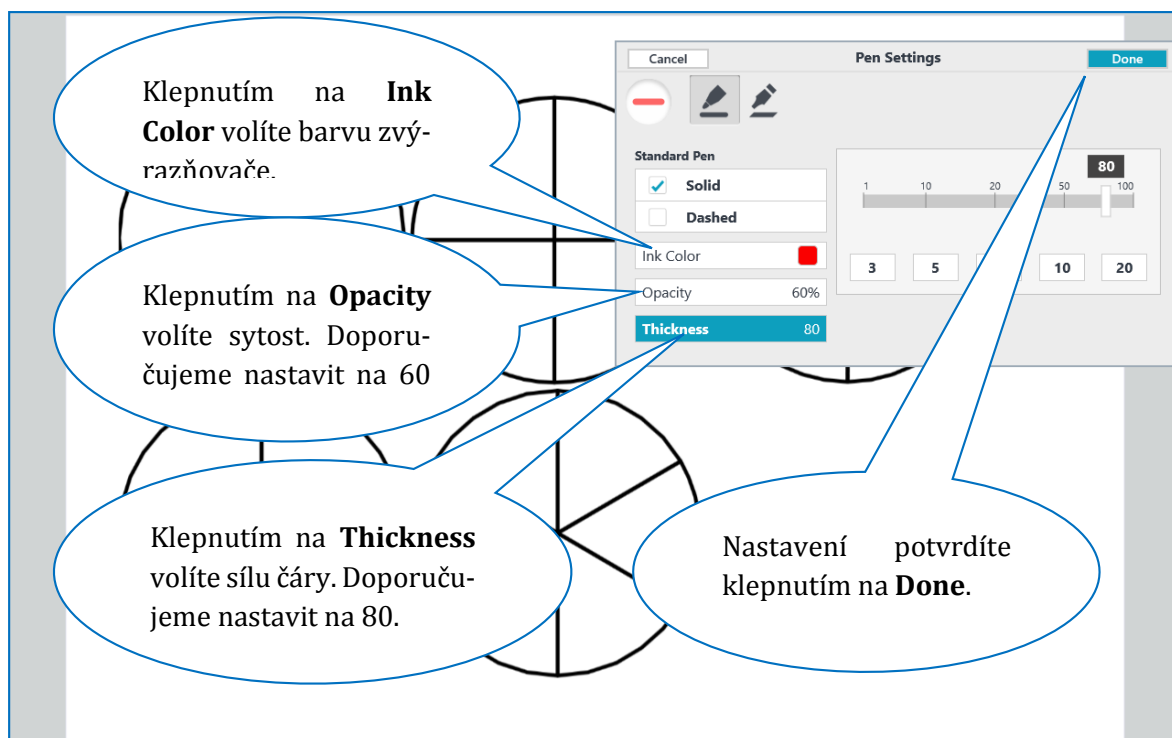 Klepnutím na Ink
Color volíte barvu zvý-
razňovače.
Klepnutím na Opacity
volíte sytost. Doporu-
čujeme nastavit na 60
Klepnutím na Thickness
volíte sílu čáry. Doporuču-
jeme nastavit na 80.
Nastavení potvrdíte
klepnutím na Done.
Cancel
Pen Settings
Done
Standard Pen
Solid
Dashed
Ink Color
Opacity 60%
Thickness 80
80
1 10 20 50 100
3 5 10 20